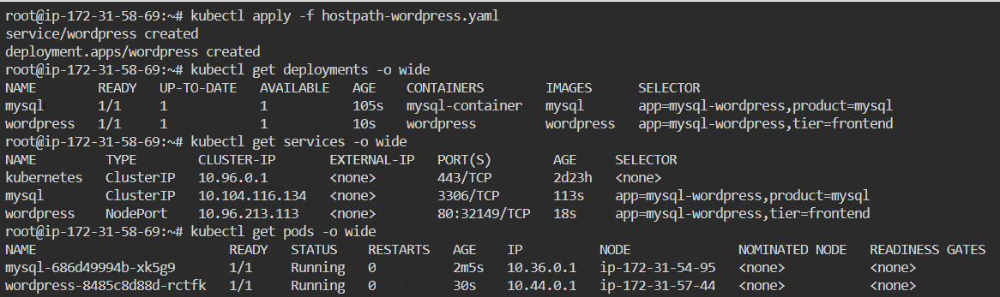 root@ip-172-31-58-69:~# kubectl apply -f hostpath-wordpress.yaml
service/wordpress created
deployment.apps/wordpress created
root@ip-172-31-58-69:~# kubectl get deployments -o wide
NAME        READY   UP-TO-DATE   AVAILABLE   AGE    CONTAINERS        IMAGES      SELECTOR
mysql       1/1     1            1           105s   mysql-container   mysql       app=mysql-wordpress,product=mysql
wordpress   1/1     1            1           10s    wordpress         wordpress   app=mysql-wordpress,tier=frontend
root@ip-172-31-58-69:~# kubectl get services -o wide
NAME         TYPE        CLUSTER-IP       EXTERNAL-IP   PORT(S)        AGE     SELECTOR
kubernetes   ClusterIP   10.96.0.1        <none>        443/TCP        2d23h   <none>
mysql        ClusterIP   10.104.116.134   <none>        3306/TCP       113s    app=mysql-wordpress,product=mysql
wordpress    NodePort    10.96.213.113    <none>        80:32149/TCP   18s     app=mysql-wordpress,tier=frontend
root@ip-172-31-58-69:~# kubectl get pods -o wide
NAME                         READY   STATUS    RESTARTS   AGE    IP          NODE              NOMINATED NODE   READINESS GATES
mysql-686d49994b-xk5g9       1/1     Running   0          2m5s   10.36.0.1   ip-172-31-54-95   <none>           <none>
wordpress-8485c8d88d-rctfk   1/1     Running   0          30s    10.44.0.1   ip-172-31-57-44   <none>           <none>